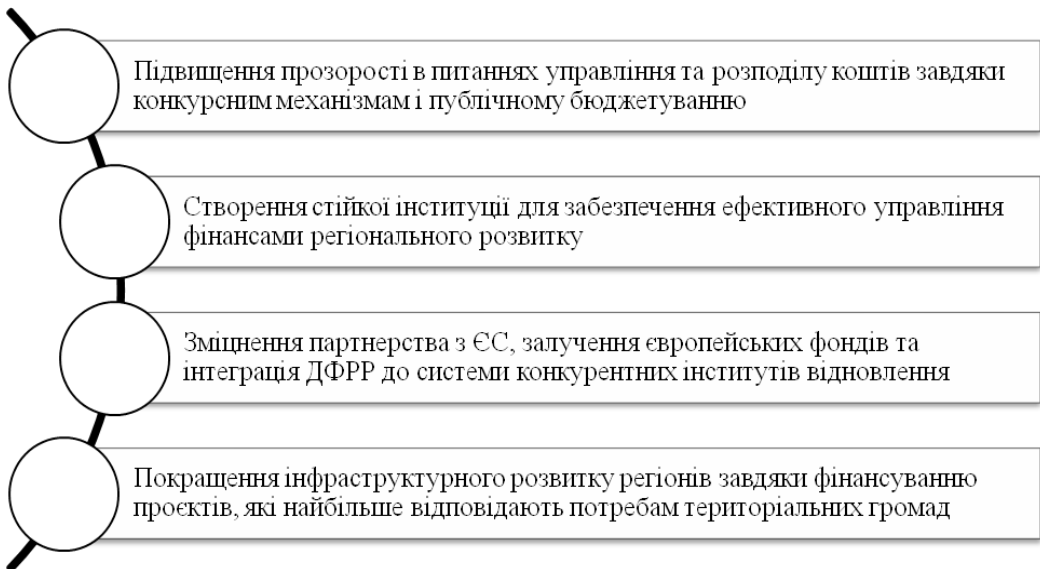 Підвищення прозорості в питаннях управління та розподілу коштів завдяки
конкурсним механізмам і публічному бюджетуванню
Створення стійкої інституції для забезпечення ефективного управління
фінансами регіонального розвитку
Зміцнення партнерства з ЄС, залучення європейських фондів та
інтеграція ДФРР до системи конкурентних інститутів відновлення
Покращення інфраструктурного розвитку регіонів завдяки фінансуванню
проєктів, які найбільше відповідають потребам територіальних громад